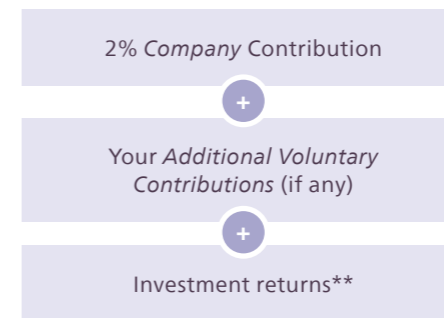 2% Company Contribution
+
Your Additional Voluntary
Contributions (if any)
+
Investment returns**